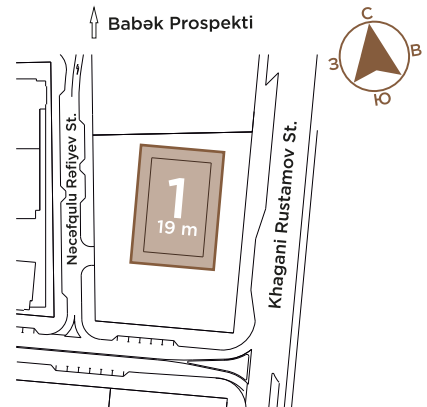 Babək Prospekti
С
В
З
Ю
Nəcəfqulu Rəfiyev St.
1
19 m
Khagani Rustamov St.